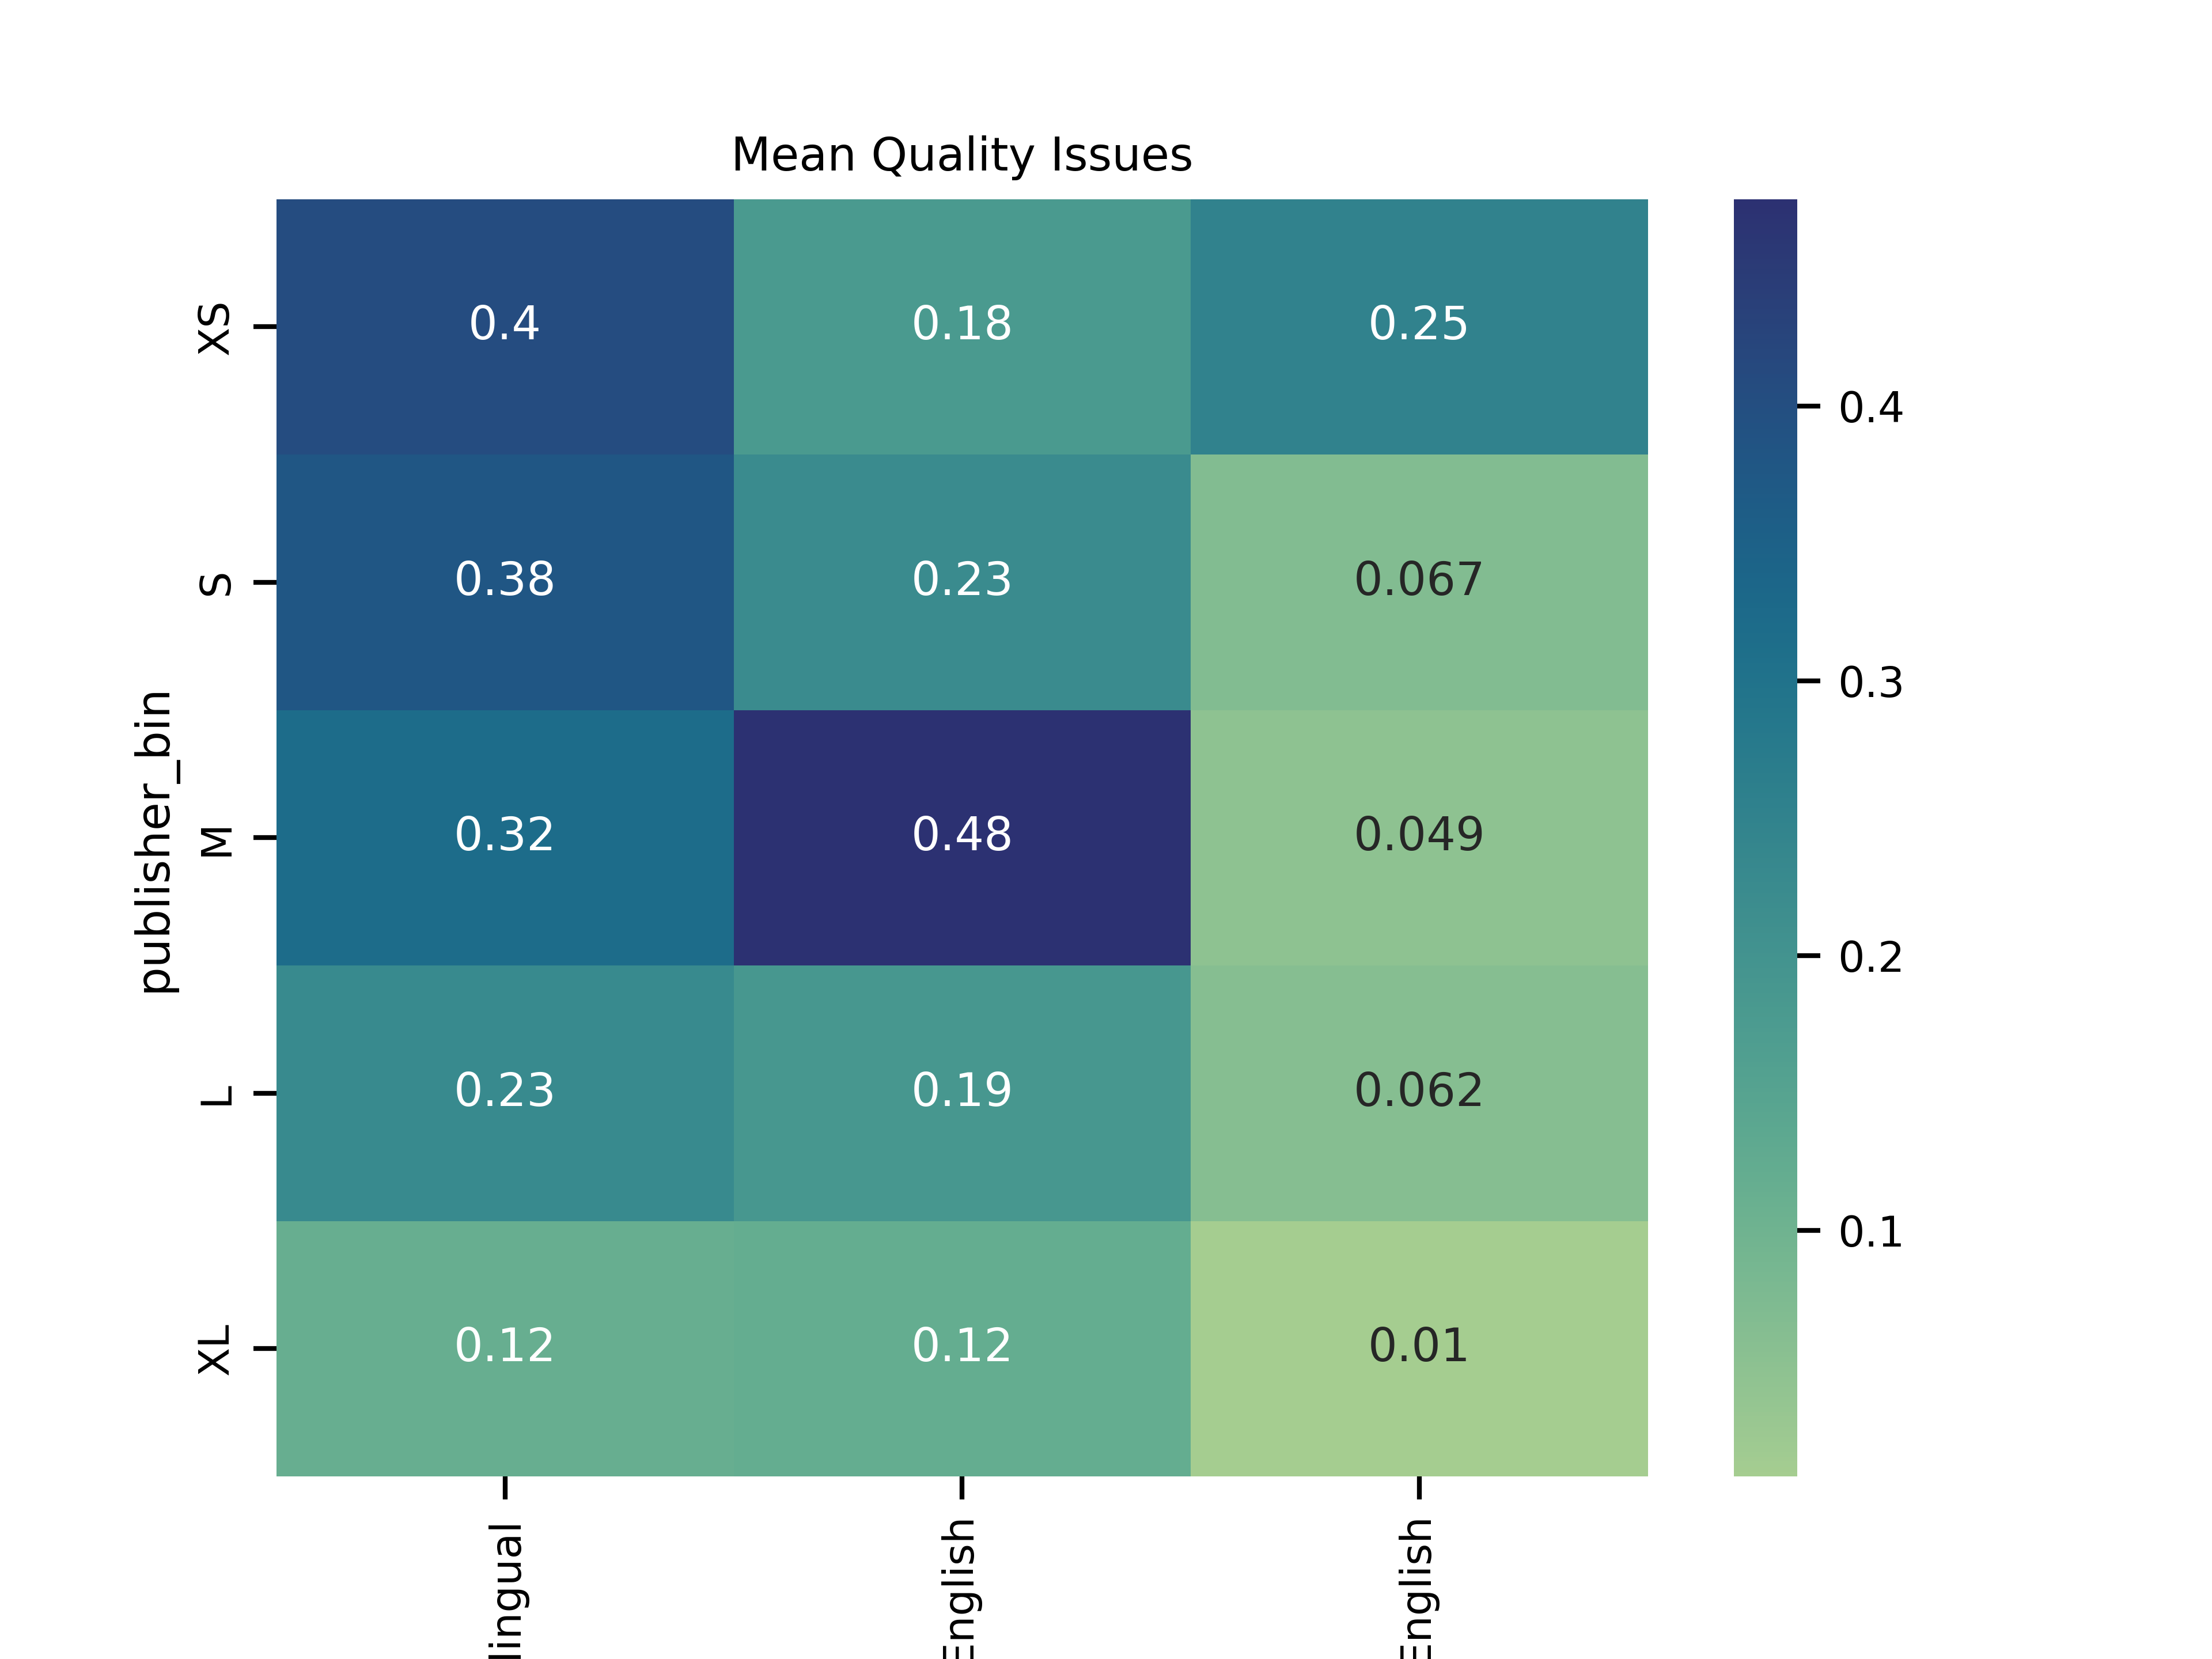 Mean Quality Issues
XS 0.4 0.18 0.25
S 0.38 0.23 0.067
M 0.32 0.48 0.049
L 0.23 0.19 0.062
XL 0.12 0.12 0.01
publisher_bin
lingual English English
0.4
0.3
0.2
0.1